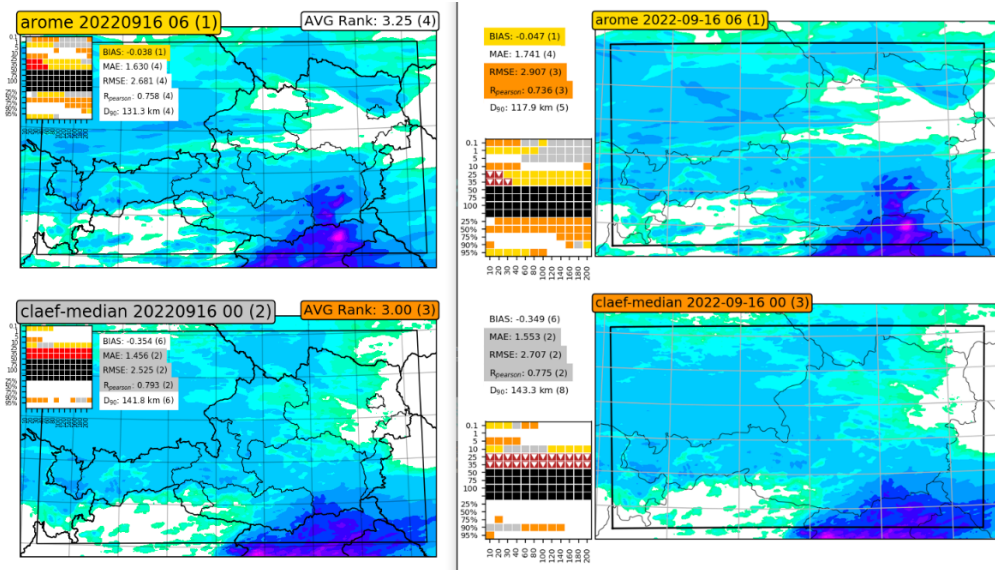 arome 20220916 06 (1)
AVG Rank: 3.25 (4)
BIAS: -0.038 (1)
MAE: 1.630 (4)
RMSE: 2.681 (4)
Rpearson: 0.758 (4)
D90: 131.3 km (4)
arome 2022-09-16 06 (1)
BIAS: -0.047 (1)
MAE: 1.741 (4)
RMSE: 2.907 (3)
Rpearson: 0.736 (3)
D90: 117.9 km (5)
0.1
1
5
10
25
35
50
75
100
25%
50%
75%
90%
95%
10 20 30 40 60 80 100 120 140 160 180 200
claef-median 20220916 00 (2)
AVG Rank: 3.00 (3)
BIAS: -0.354 (6)
MAE: 1.456 (2)
RMSE: 2.525 (2)
Rpearson: 0.793 (2)
D90: 141.8 km (6)
claef-median 2022-09-16 00 (3)
BIAS: -0.349 (6)
MAE: 1.553 (2)
RMSE: 2.707 (2)
Rpearson: 0.775 (2)
D90: 143.3 km (8)
0.1
1
5
10
25
35
50
75
100
25%
50%
75%
90%
95%
10 20 30 40 60 80 100 120 140 160 180 200